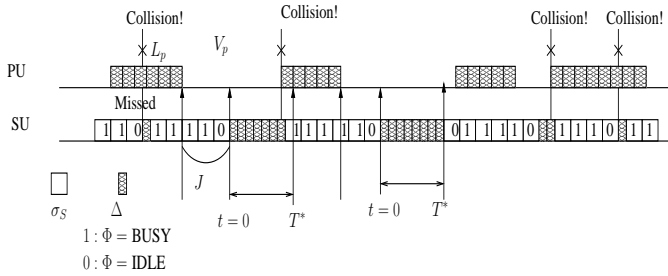 Collision! Collision! Collision! Collision!
L_p V_p
PU
Missed
SU 1 1 0 1 1 1 1 0 1 1 1 1 1 0 0 1 1 1 1 0 1 1 1 0 1 1
J
t=0 T* t=0 T*
σ_S Δ
1 : Φ = BUSY
0 : Φ = IDLE